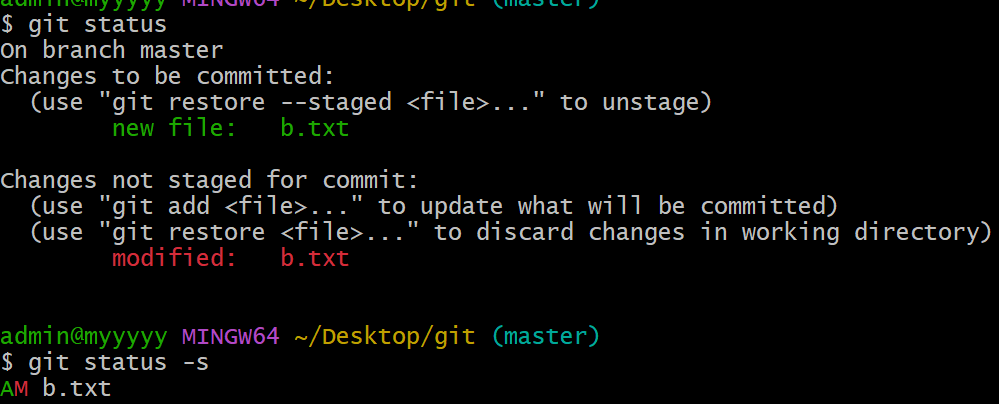 admin@myyyyy MINGW64 ~/Desktop/git (master)
$ git status
On branch master
Changes to be committed:
  (use "git restore --staged <file>..." to unstage)
        new file:   b.txt

Changes not staged for commit:
  (use "git add <file>..." to update what will be committed)
  (use "git restore <file>..." to discard changes in working directory)
        modified:   b.txt

admin@myyyyy MINGW64 ~/Desktop/git (master)
$ git status -s
AM b.txt